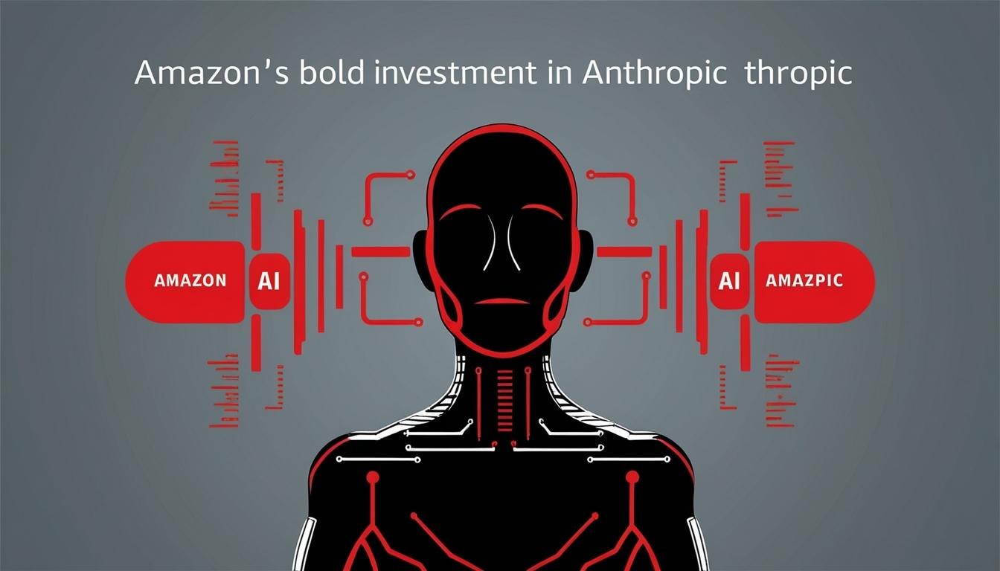 Amazon's bold investment in Anthropic thropic
AMAZON AI AI AMAZPIC